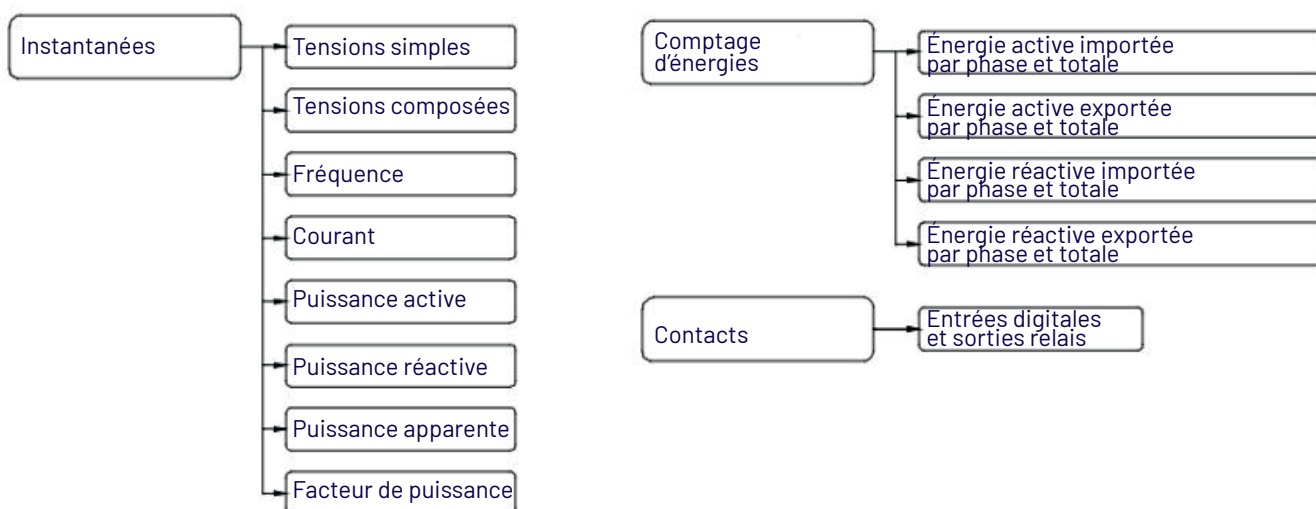 Instantanées
Tensions simples
Tensions composées
Fréquence
Courant
Puissance active
Puissance réactive
Puissance apparente
Facteur de puissance
Comptage
d'énergies
Énergie active importée
par phase et totale
Énergie active exportée
par phase et totale
Énergie réactive importée
par phase et totale
Énergie réactive exportée
par phase et totale
Contacts
Entrées digitales
et sorties relais